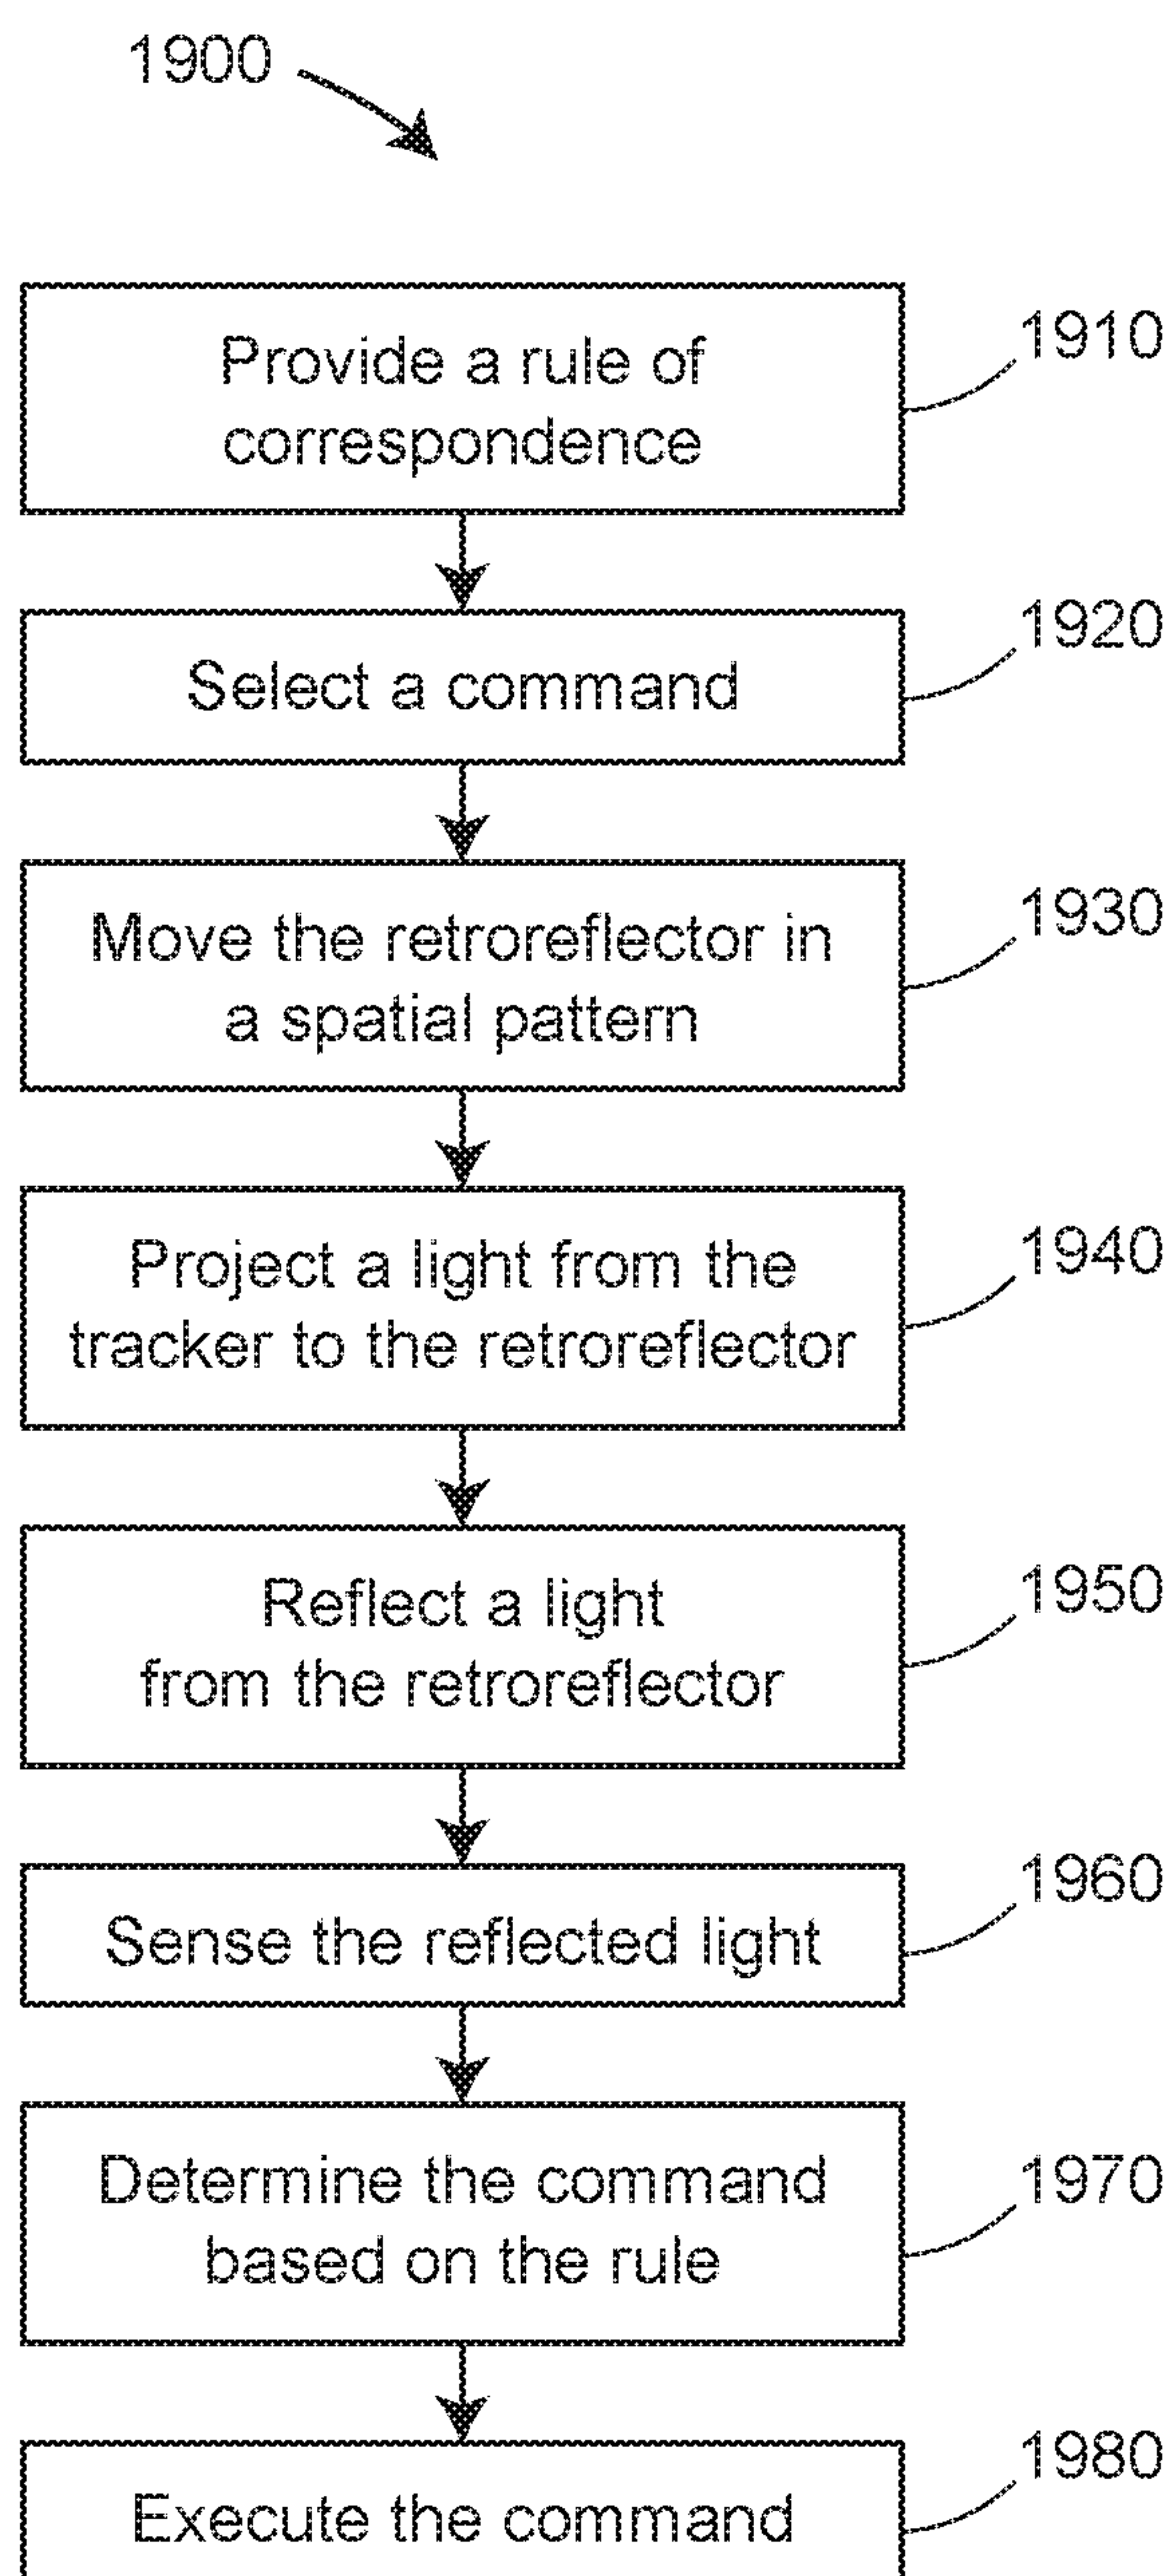 1900
Provide a rule of
correspondence
1910
Select a command
1920
Move the retroreflector in
a spatial pattern
1930
Project a light from the
tracker to the retroreflector
1940
Reflect a light
from the retroreflector
1950
Sense the reflected light
1960
Determine the command
based on the rule
1970
Execute the command
1980